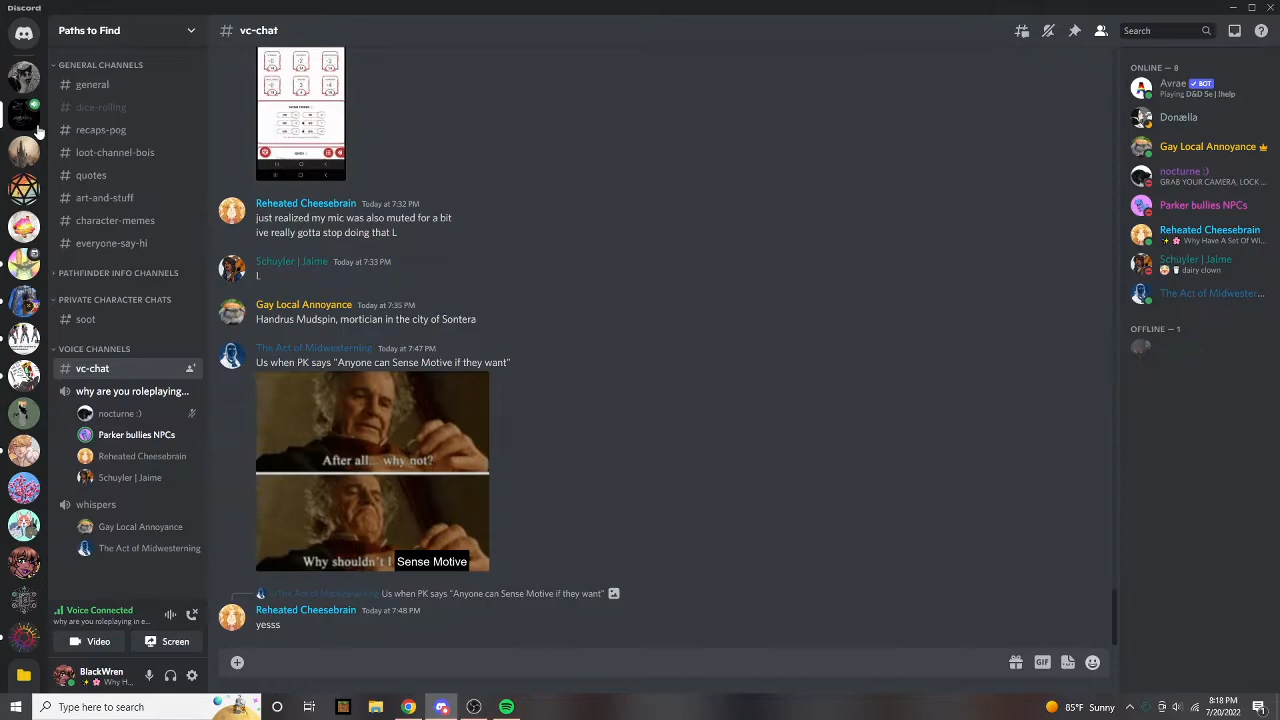 Discord
Lost to Find
vc-chat
Search
GENERAL CHANNELS
general
dice-rolling
recaps-pog
bot-channel-bois
quotes
art-and-stuff
character-memes
everyone-say-hi
PATHFINDER INFO CHANNELS
PRIVATE CHARACTER CHATS
soot
VOICE CHANNELS
vc-chat
why are you roleplaying...
nocturne :)
Parker bullies NPCs
Reheated Cheesebrain
Schuyler | Jaime
whispers
Gay Local Annoyance
The Act of Midwesterning
Voice Connected
why are you roleplaying in e...
Video
Screen
BlackWren
Why H...
Reheated Cheesebrain Today at 7:32 PM
just realized my mic was also muted for a bit
ive really gotta stop doing that L
Schuyler | Jaime Today at 7:33 PM
L
Gay Local Annoyance Today at 7:35 PM
Handrus Mudspin, mortician in the city of Sontera
The Act of Midwesterning Today at 7:47 PM
Us when PK says "Anyone can Sense Motive if they want"
After all... why not?
Why shouldn't I Sense Motive
The Act of Midwesterning Us when PK says "Anyone can Sense Motive if they want"
Reheated Cheesebrain Today at 7:48 PM
yesss
GIF
ONLINE —
Avrae BOT
Playing D&D 5e | !help
Local Annoyance
nocturne :)
GRAB YOUR CAMERA, LOCK ...
Parker bullies NPCs
Reheated Cheesebrain
Why Have A Set Of Wi...
Schuyler | Jaime
dairy clown
The Act of Midwester...
OFFLINE — 1
Type here to search
85°F Sunny
8:18 PM
7/20/2022